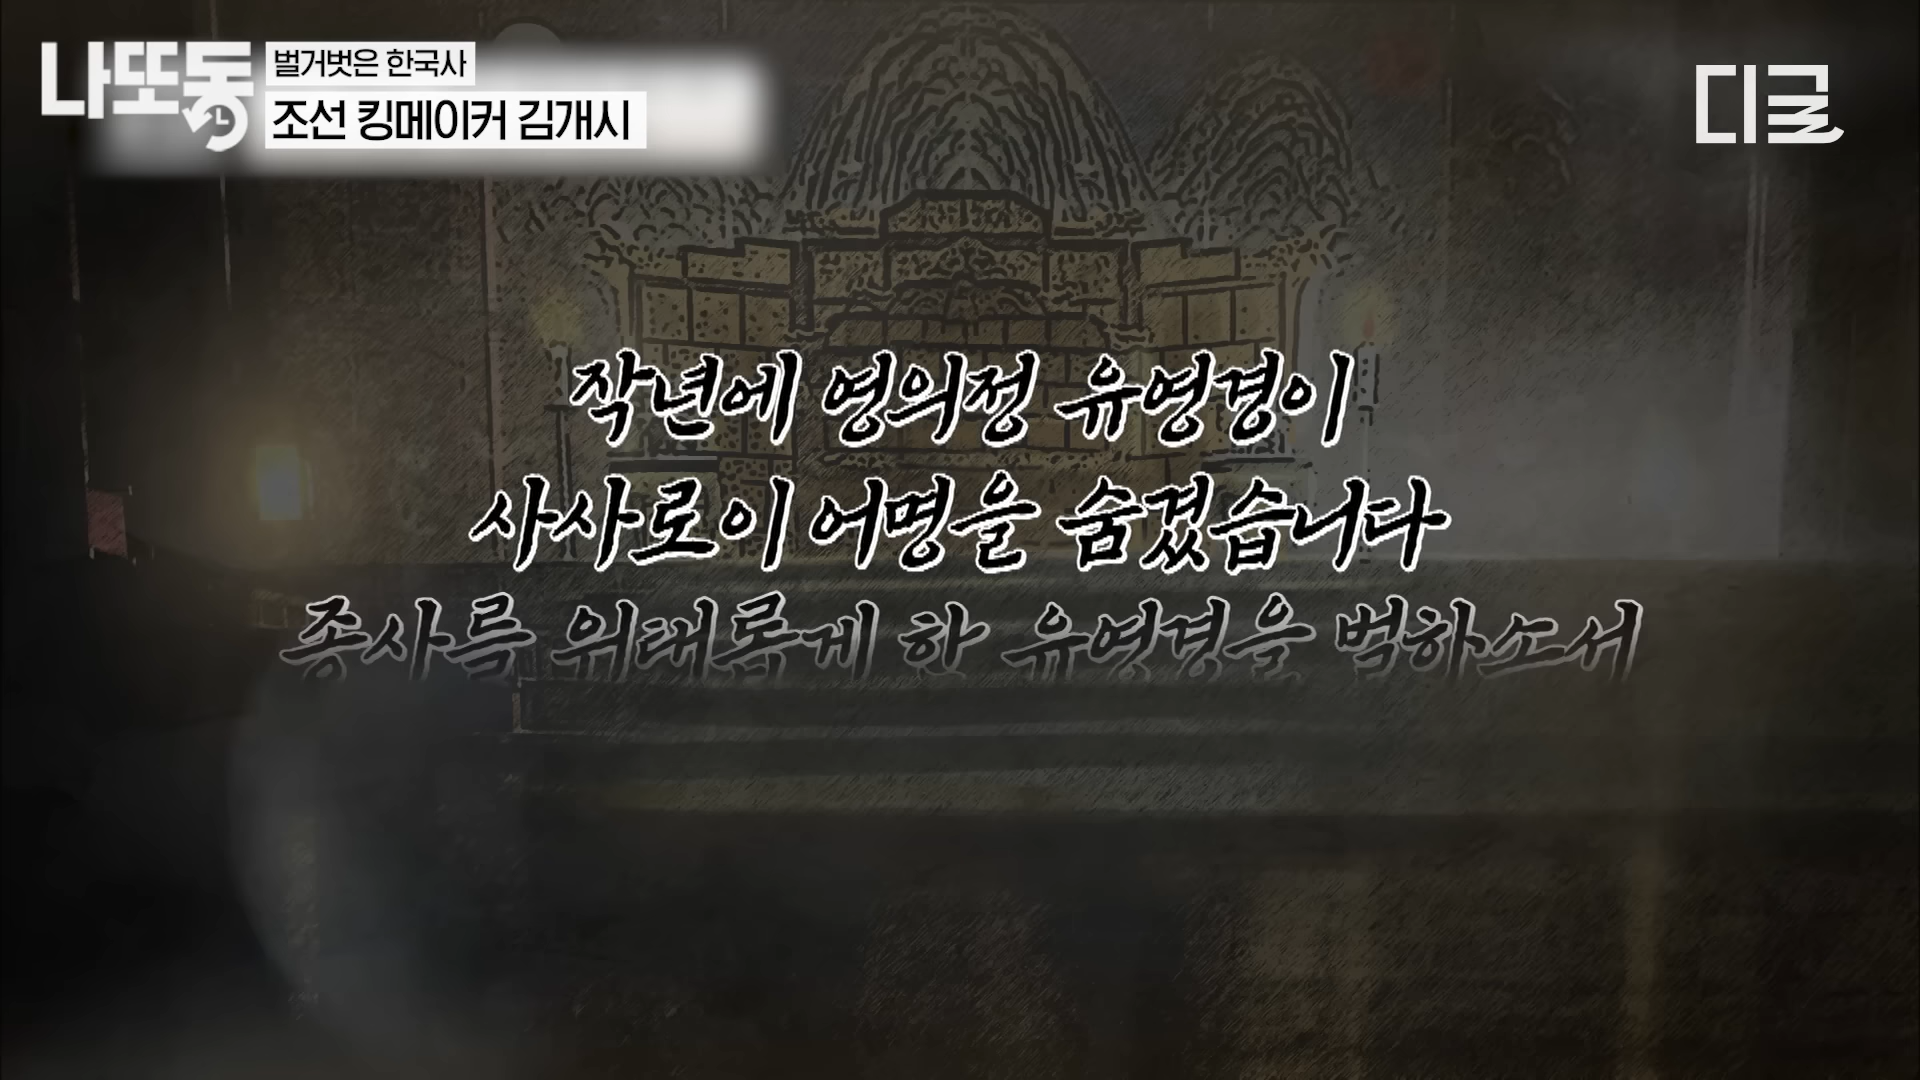 나또동
벌거벗은 한국사
조선 킹메이커 김개시
디글
작년에 영의정 유영경이
사사로이 어명을 숨겼습니다
종사를 위태롭게 한 유영경을 벌하소서